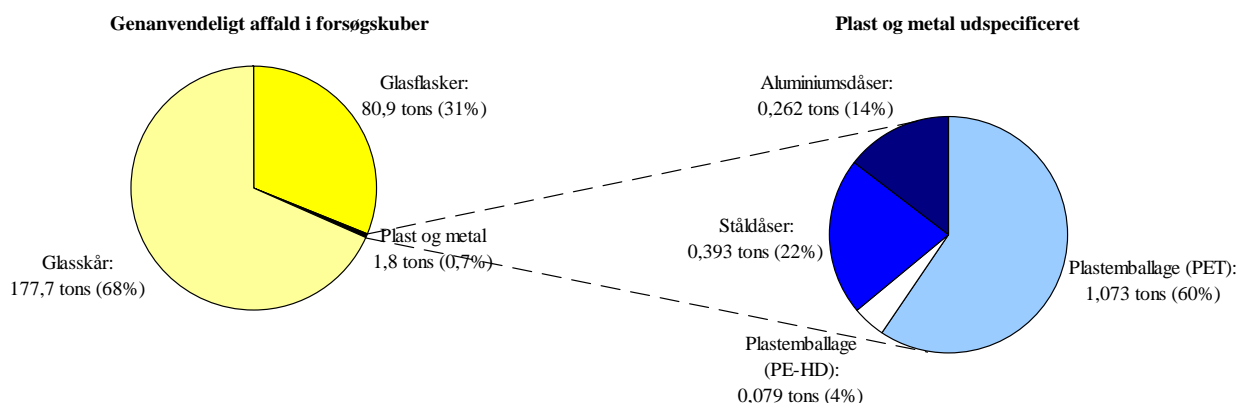 Genanvendeligt affald i forsøgskuber
Glasflasker:
80,9 tons (31%)
Plast og metal
1,8 tons (0,7%)
Glasskår:
177,7 tons (68%)
Plast og metal udspecificeret
Aluminiumsdåser:
0,262 tons (14%)
Ståldåser:
0,393 tons (22%)
Plastemballage (PET):
1,073 tons (60%)
Plastemballage
(PE-HD):
0,079 tons (4%)